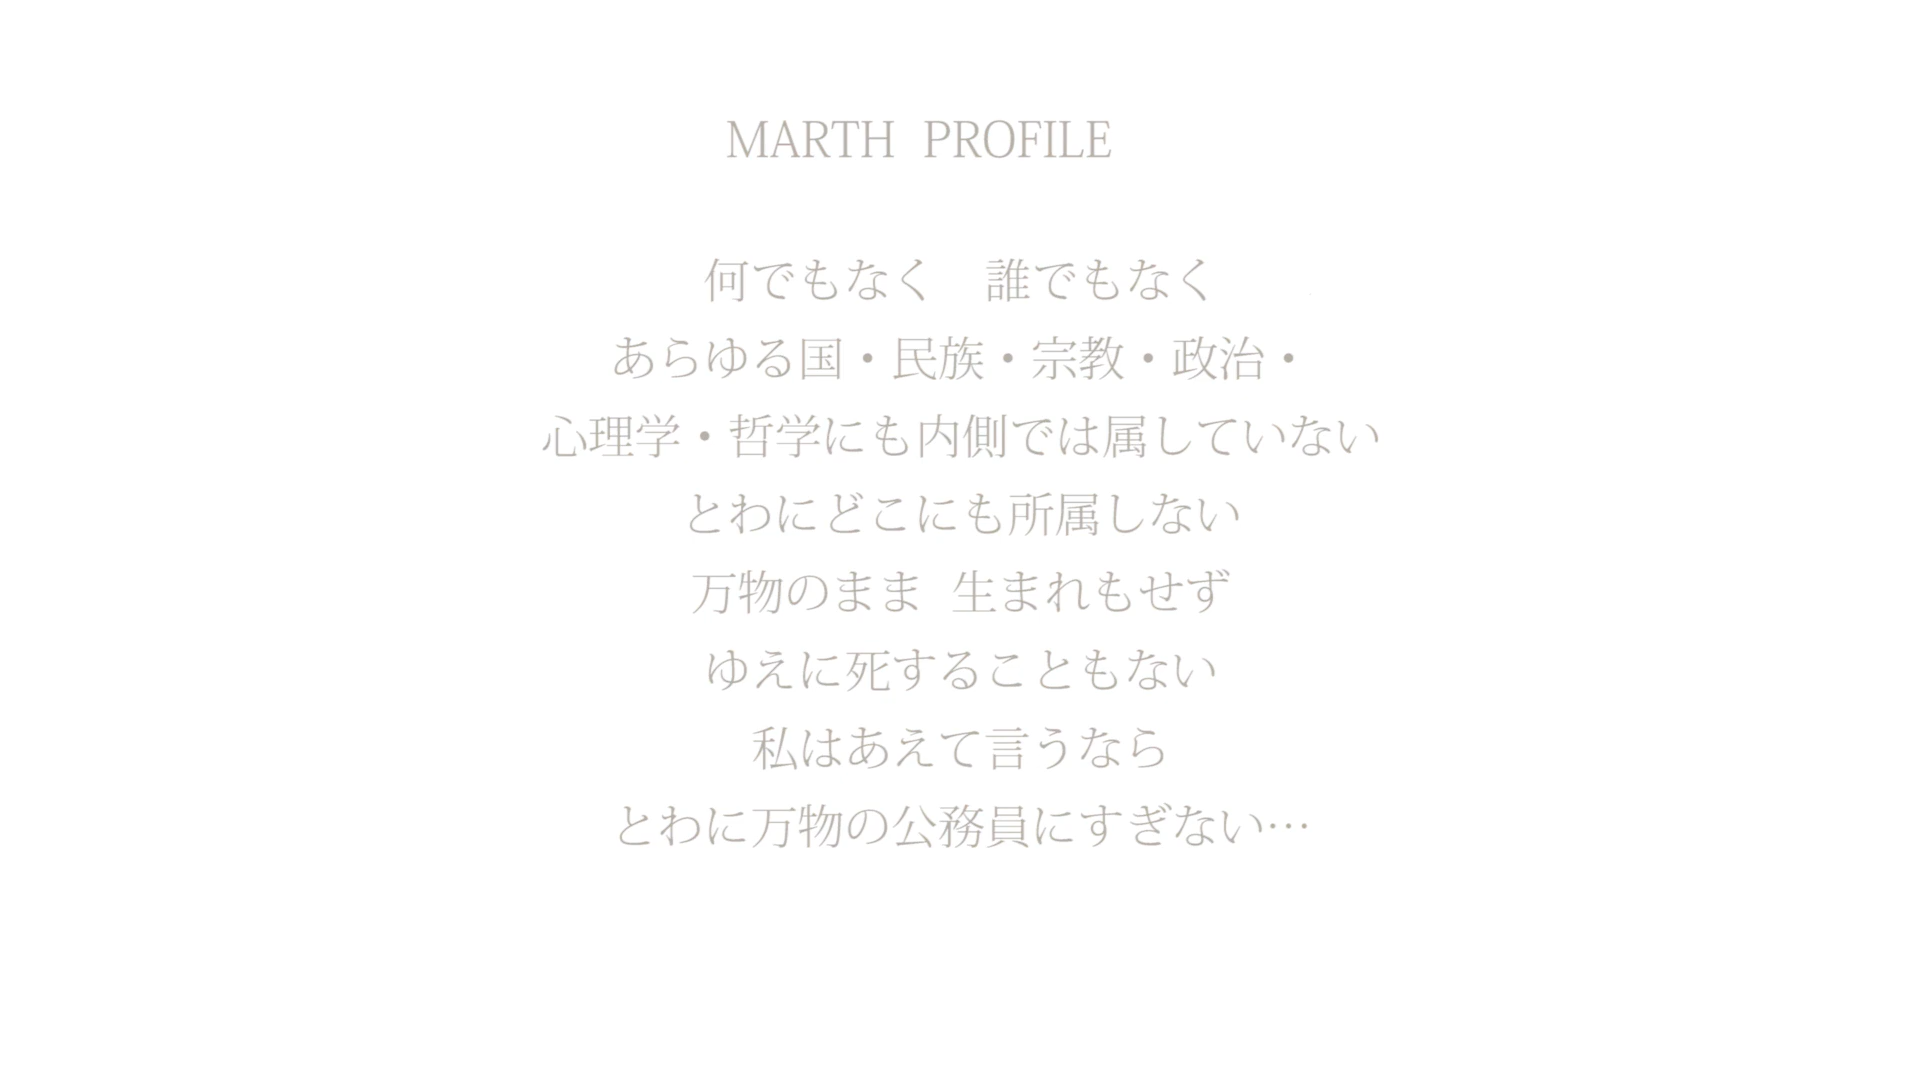 MARTH PROFILE
何でもなく　誰でもなく
あらゆる国・民族・宗教・政治・
心理学・哲学にも内側では属していない
とわにどこにも所属しない
万物のまま 生まれもせず
ゆえに死することもない
私はあえて言うなら
とわに万物の公務員にすぎない…